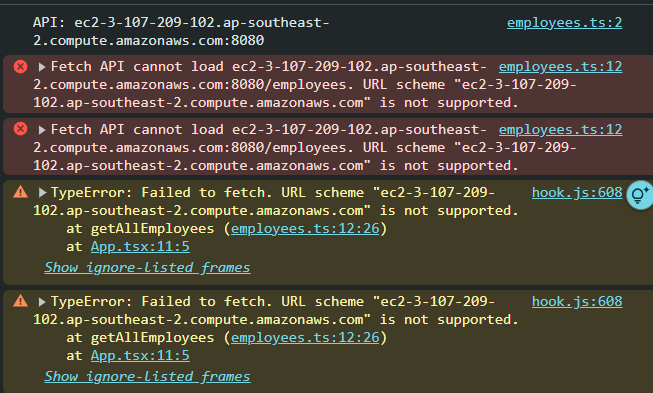 API: ec2-3-107-209-102.ap-southeast- employees.ts:2
2.compute.amazonaws.com:8080
Fetch API cannot load ec2-3-107-209-102.ap-southeast- employees.ts:12
2.compute.amazonaws.com:8080/employees. URL scheme "ec2-3-107-209-
102.ap-southeast-2.compute.amazonaws.com" is not supported.
Fetch API cannot load ec2-3-107-209-102.ap-southeast- employees.ts:12
2.compute.amazonaws.com:8080/employees. URL scheme "ec2-3-107-209-
102.ap-southeast-2.compute.amazonaws.com" is not supported.
TypeError: Failed to fetch. URL scheme "ec2-3-107-209- hook.js:608
102.ap-southeast-2.compute.amazonaws.com" is not supported.
at getAllEmployees (employees.ts:12:26)
at App.tsx:11:5
Show ignore-listed frames
TypeError: Failed to fetch. URL scheme "ec2-3-107-209- hook.js:608
102.ap-southeast-2.compute.amazonaws.com" is not supported.
at getAllEmployees (employees.ts:12:26)
at App.tsx:11:5
Show ignore-listed frames